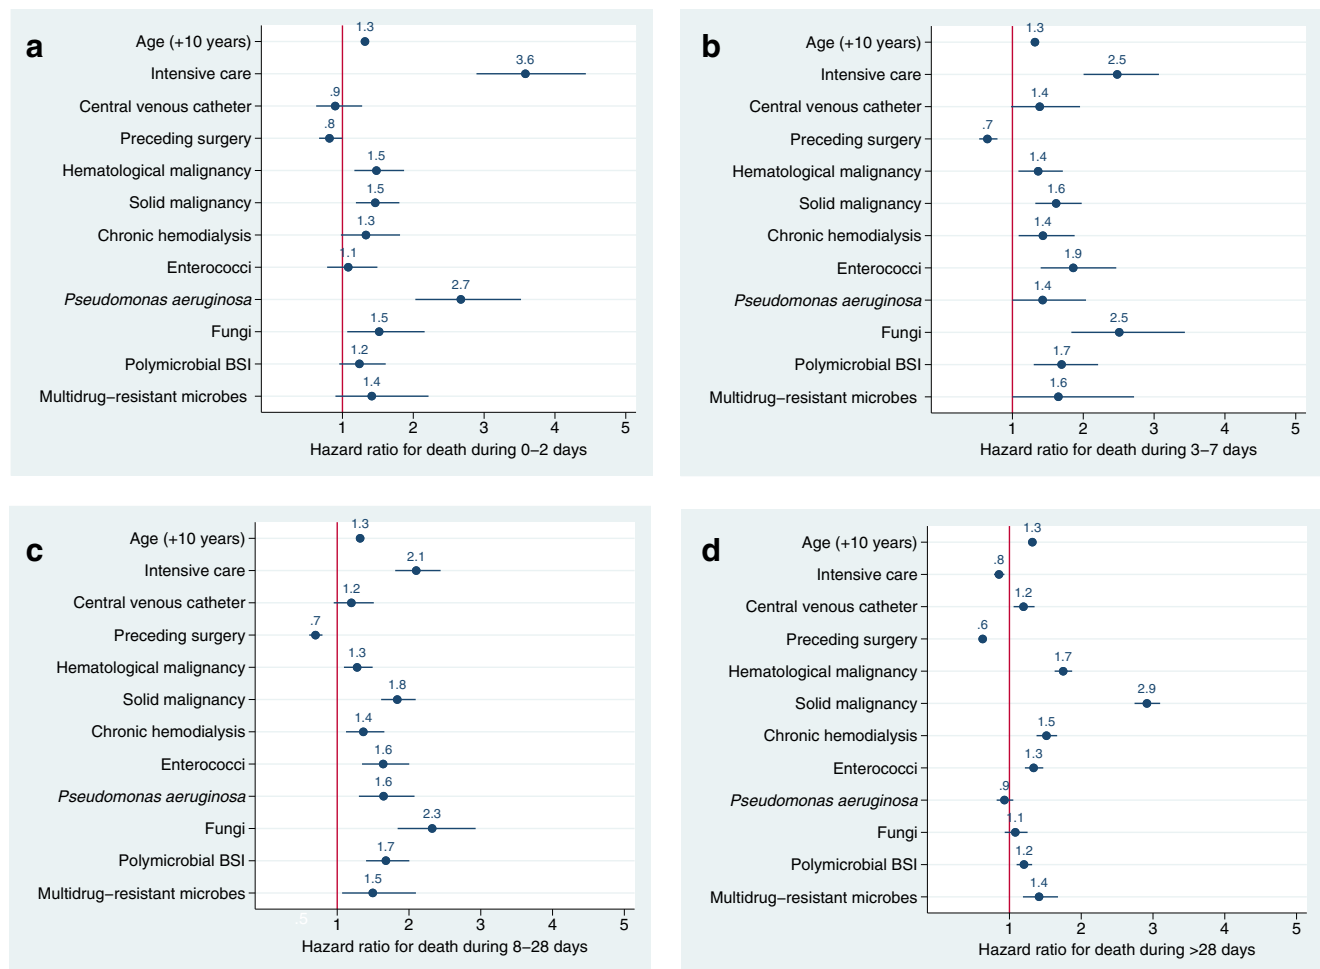 a
Age (+10 years) 1.3
Intensive care 3.6
Central venous catheter .9
Preceding surgery .8
Hematological malignancy 1.5
Solid malignancy 1.5
Chronic hemodialysis 1.3
Enterococci 1.1
Pseudomonas aeruginosa 2.7
Fungi 1.5
Polymicrobial BSI 1.2
Multidrug–resistant microbes 1.4
1 2 3 4 5
Hazard ratio for death during 0–2 days
b
Age (+10 years) 1.3
Intensive care 2.5
Central venous catheter 1.4
Preceding surgery .7
Hematological malignancy 1.4
Solid malignancy 1.6
Chronic hemodialysis 1.4
Enterococci 1.9
Pseudomonas aeruginosa 1.4
Fungi 2.5
Polymicrobial BSI 1.7
Multidrug–resistant microbes 1.6
1 2 3 4 5
Hazard ratio for death during 3–7 days
c
Age (+10 years) 1.3
Intensive care 2.1
Central venous catheter 1.2
Preceding surgery .7
Hematological malignancy 1.3
Solid malignancy 1.8
Chronic hemodialysis 1.4
Enterococci 1.6
Pseudomonas aeruginosa 1.6
Fungi 2.3
Polymicrobial BSI 1.7
Multidrug–resistant microbes 1.5
.5 1 2 3 4 5
Hazard ratio for death during 8–28 days
d
Age (+10 years) 1.3
Intensive care .8
Central venous catheter 1.2
Preceding surgery .6
Hematological malignancy 1.7
Solid malignancy 2.9
Chronic hemodialysis 1.5
Enterococci 1.3
Pseudomonas aeruginosa .9
Fungi 1.1
Polymicrobial BSI 1.2
Multidrug–resistant microbes 1.4
1 2 3 4 5
Hazard ratio for death during >28 days